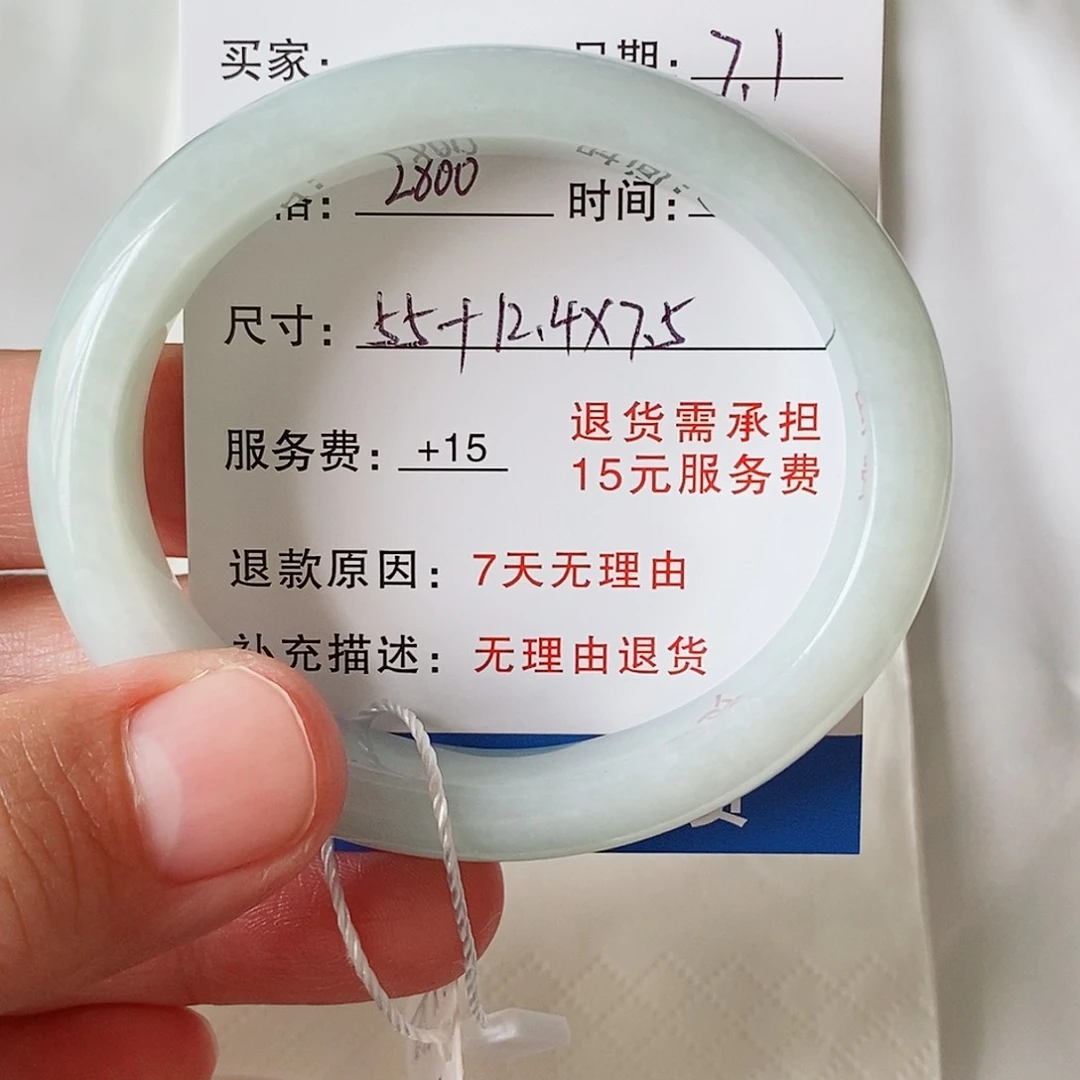 买家: 日期: 7.1
格: 2800 时间:
尺寸: 55+12.4X7.5
服务费: +15 退货需承担
15元服务费
退款原因: 7天无理由
补充描述: 无理由退货